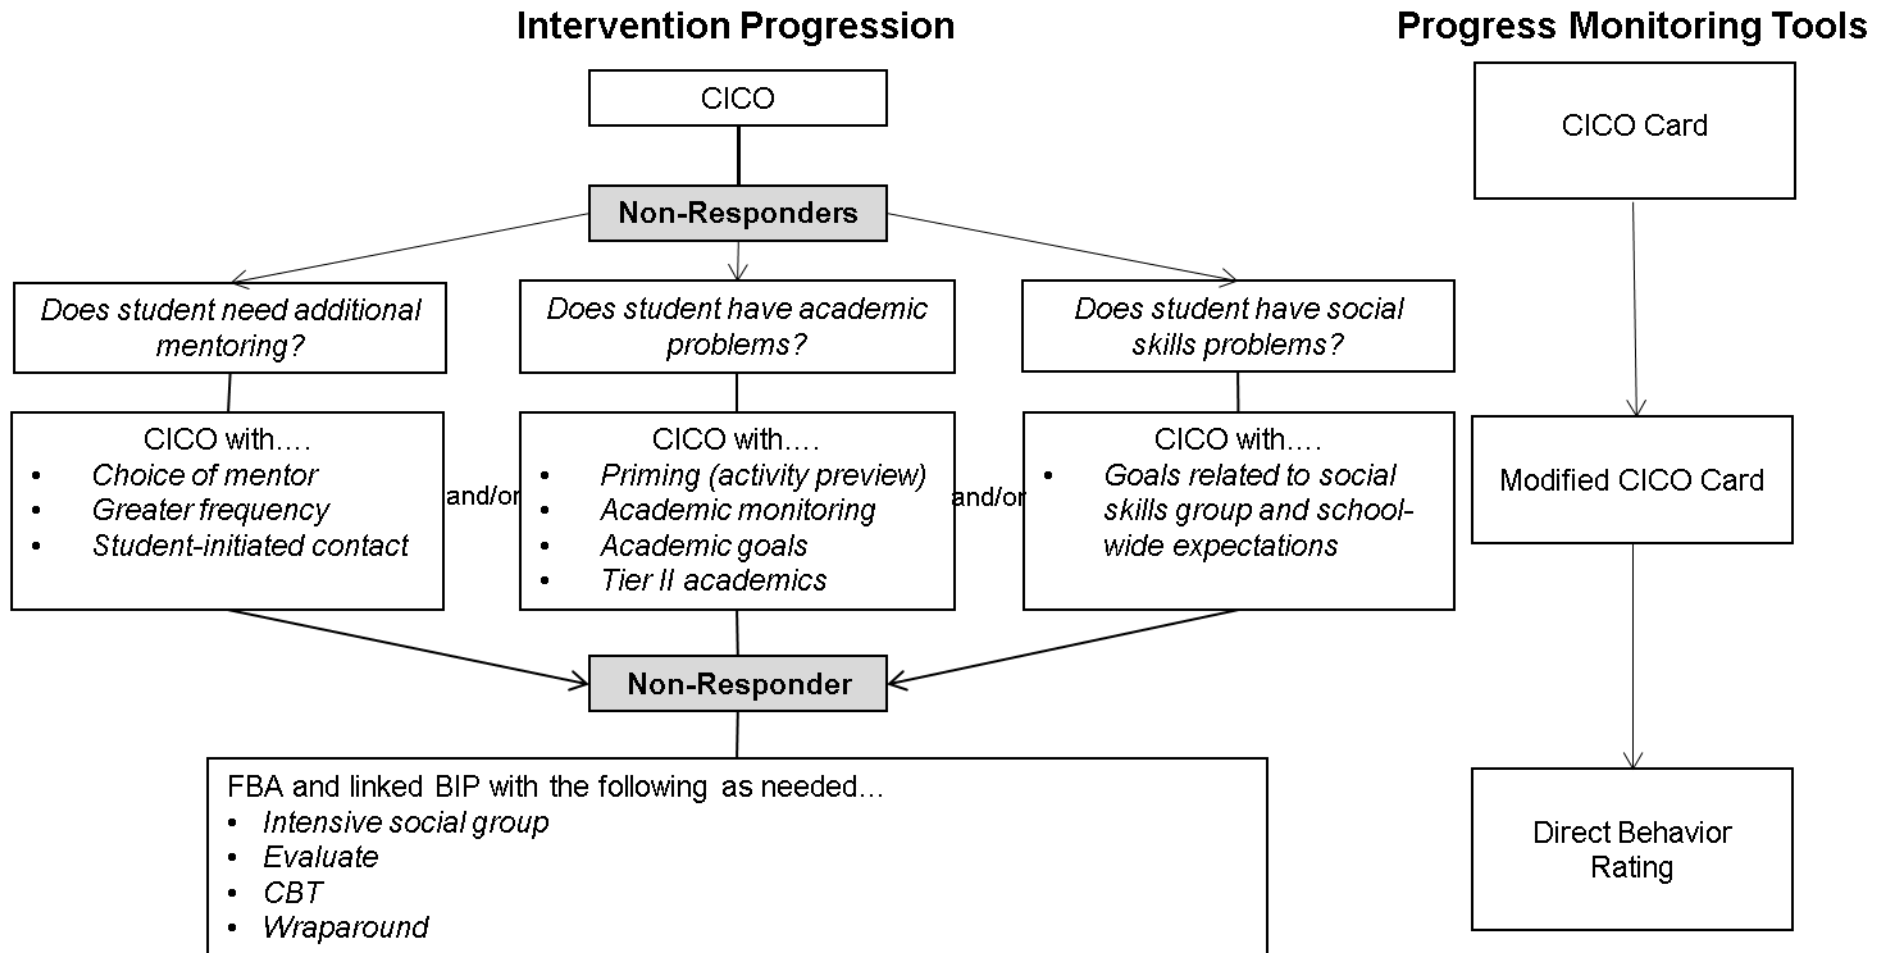 Intervention Progression
CICO
Non-Responders
Does student need additional
mentoring?
Does student have academic
problems?
Does student have social
skills problems?
CICO with....
• Choice of mentor
• Greater frequency
• Student-initiated contact
and/or
CICO with....
• Priming (activity preview)
• Academic monitoring
• Academic goals
• Tier II academics
and/or
CICO with....
• Goals related to social
skills group and school-
wide expectations
Non-Responder
FBA and linked BIP with the following as needed…
• Intensive social group
• Evaluate
• CBT
• Wraparound
Progress Monitoring Tools
CICO Card
Modified CICO Card
Direct Behavior
Rating